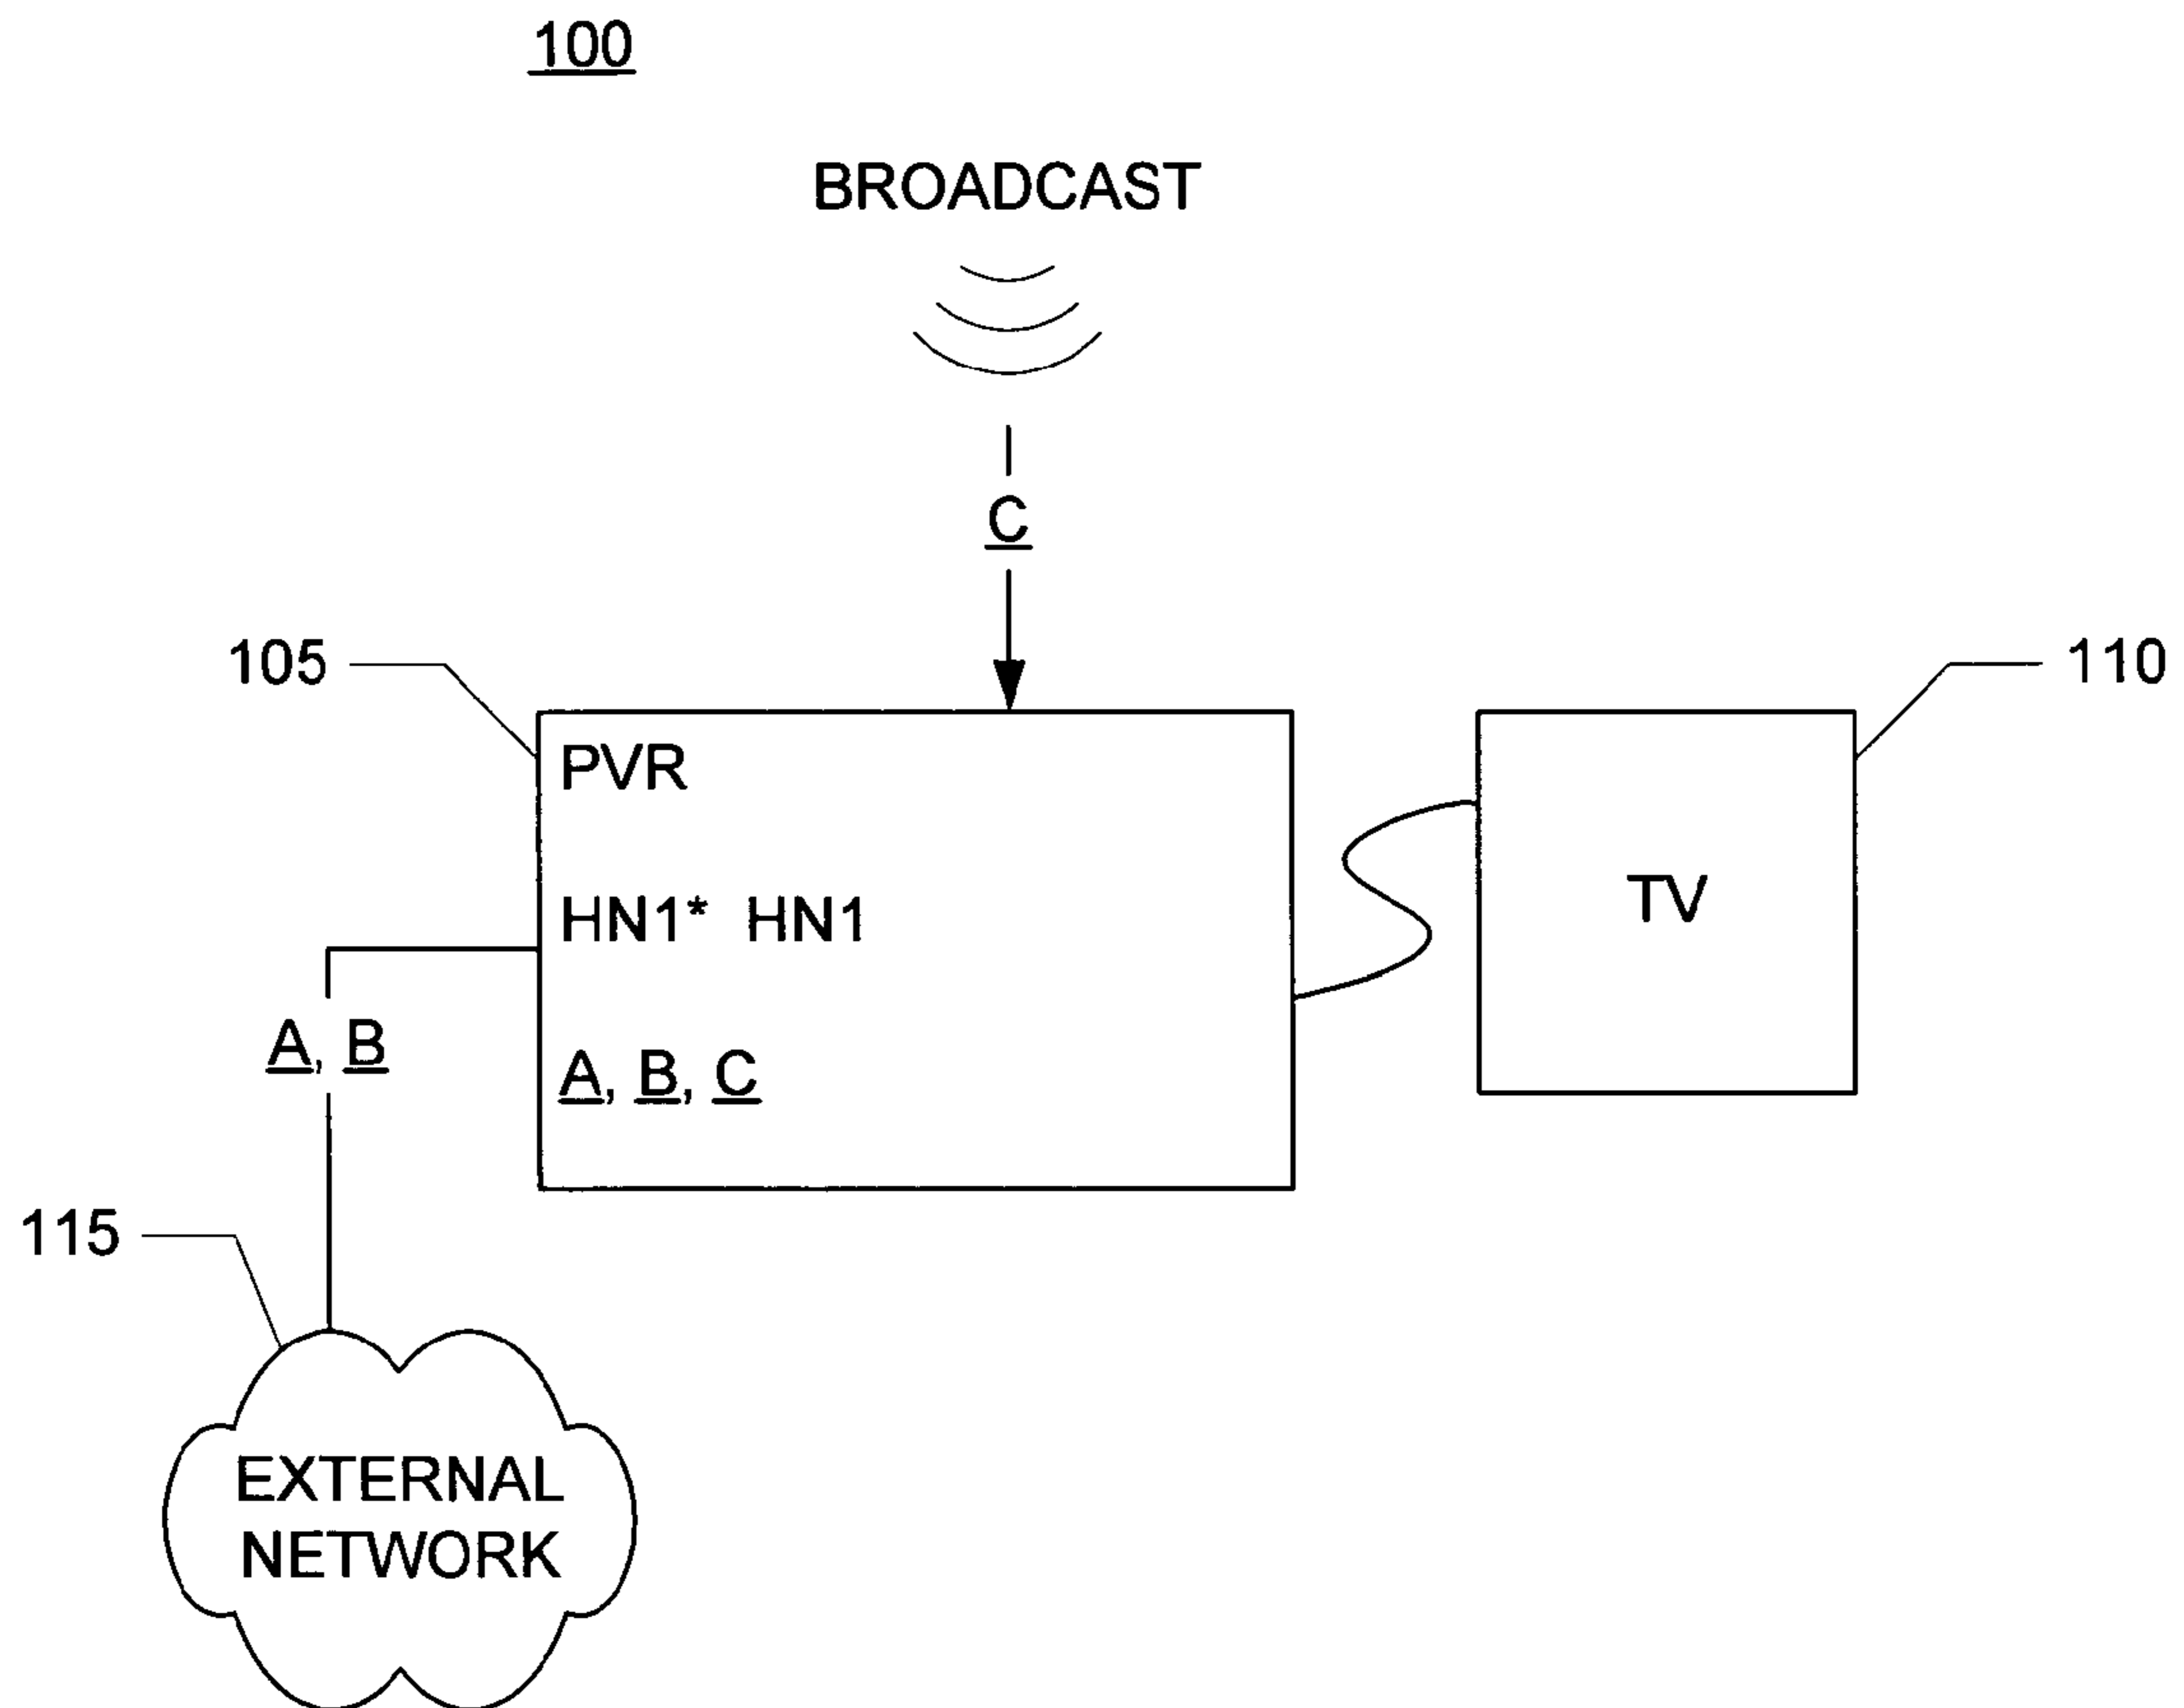 100
BROADCAST
C
105
110
PVR
TV
HN1* HN1
A, B
A, B, C
115
EXTERNAL
NETWORK